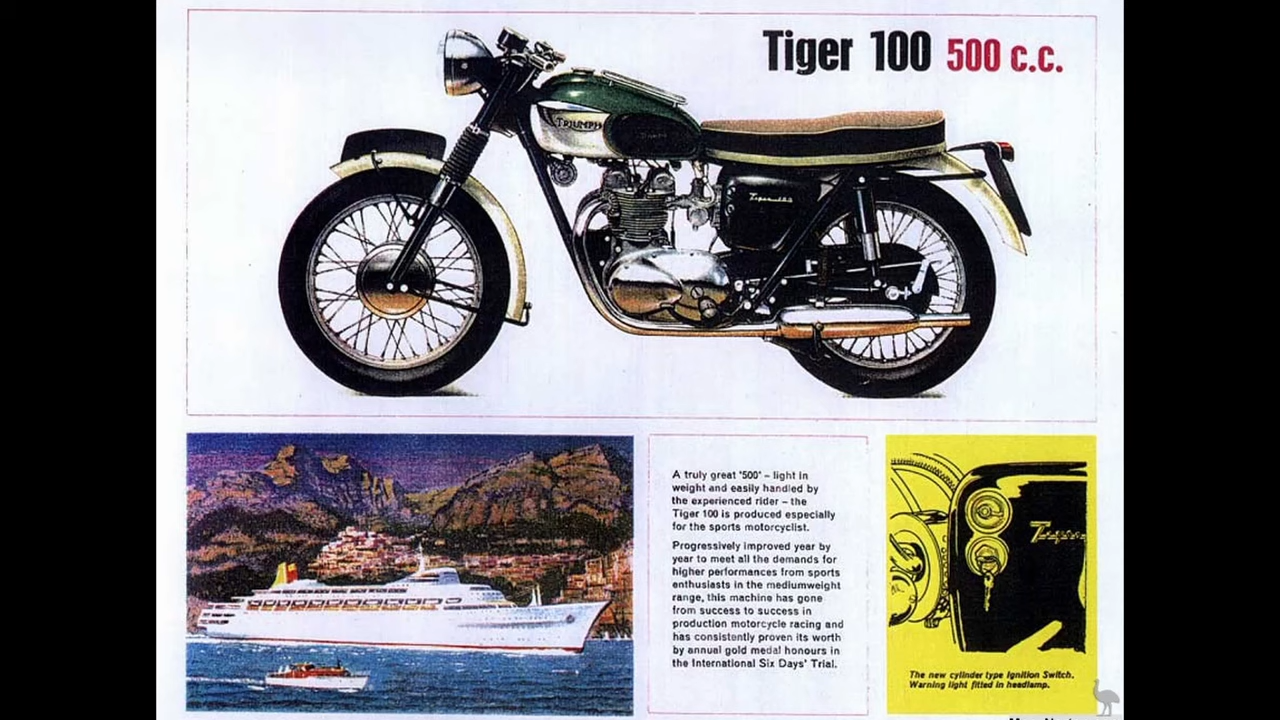 Tiger 100 500 c.c.
TRIUMPH
A truly great '500' – light in
weight and easily handled by
the experienced rider – the
Tiger 100 is produced especially
for the sports motorcyclist.
Progressively improved year by
year to meet all the demands for
higher performances from sports
enthusiasts in the mediumweight
range, this machine has gone
from success to success in
production motorcycle racing and
has consistently proven its worth
by annual gold medal honours in
the International Six Days' Trial.
The new cylinder type Ignition Switch.
Warning light fitted in headlamp.